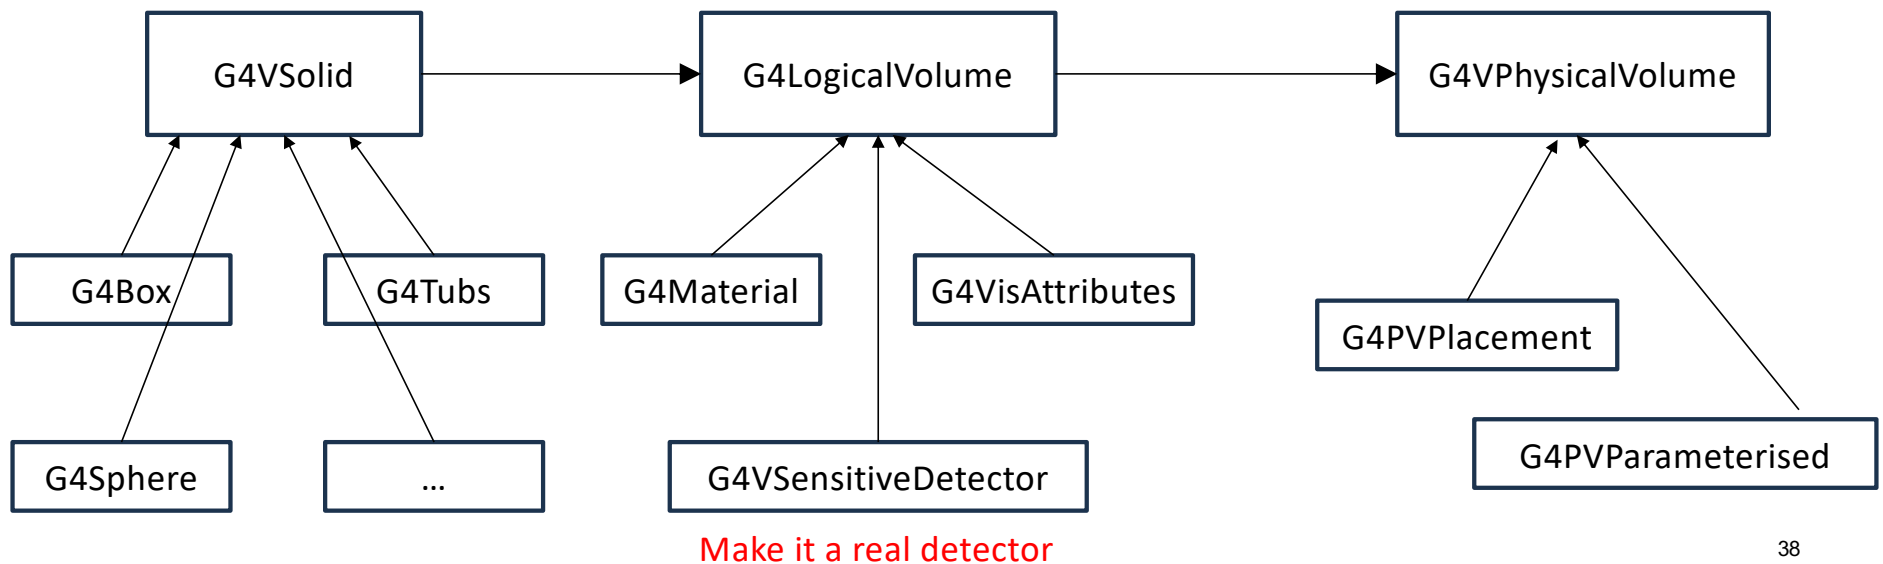 G4VSolid
G4LogicalVolume
G4VPhysicalVolume
G4Box
G4Tubs
G4Material
G4VisAttributes
G4PVPlacement
G4Sphere
...
G4VSensitiveDetector
G4PVParameterised
Make it a real detector
38